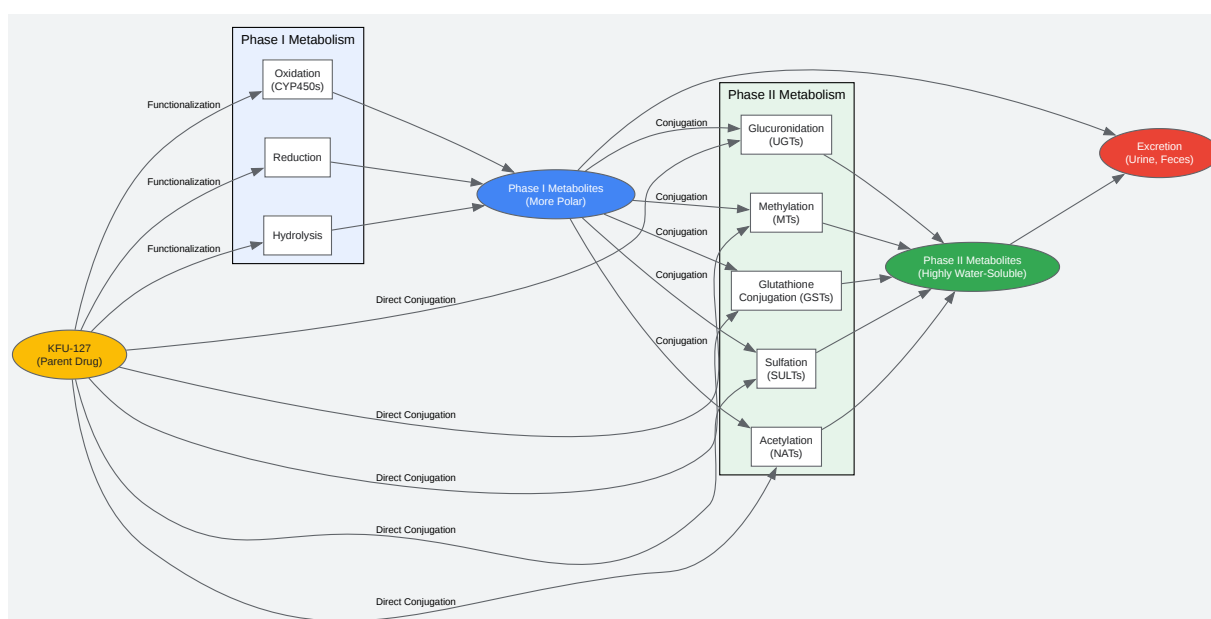 Phase I Metabolism
Oxidation
(CYP450s)
Functionalization
Reduction
Functionalization
Hydrolysis
Functionalization
KFU-127
(Parent Drug)
Phase I Metabolites
(More Polar)
Direct Conjugation
Direct Conjugation
Direct Conjugation
Direct Conjugation
Direct Conjugation
Conjugation
Conjugation
Conjugation
Conjugation
Conjugation
Phase II Metabolism
Glucuronidation
(UGTs)
Methylation
(MTs)
Glutathione
Conjugation (GSTs)
Sulfation
(SULTs)
Acetylation
(NATs)
Phase II Metabolites
(Highly Water-Soluble)
Excretion
(Urine, Feces)